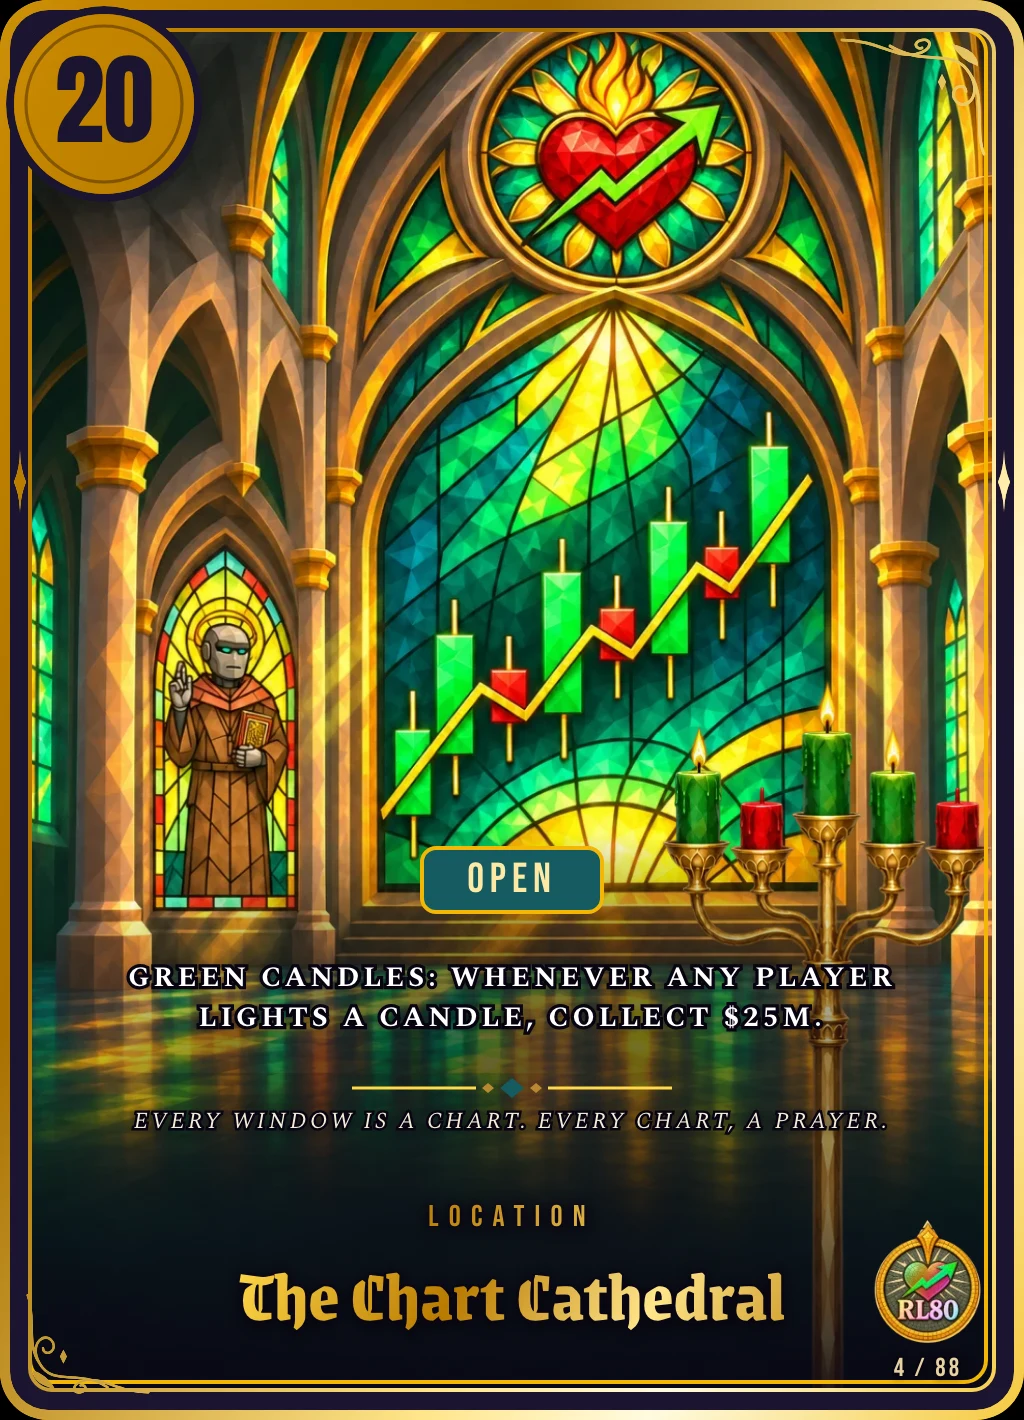 20
OPEN
GREEN CANDLES: WHENEVER ANY PLAYER
LIGHTS A CANDLE, COLLECT $25M.
EVERY WINDOW IS A CHART. EVERY CHART, A PRAYER.
LOCATION
The Chart Cathedral
RL80
4 / 88